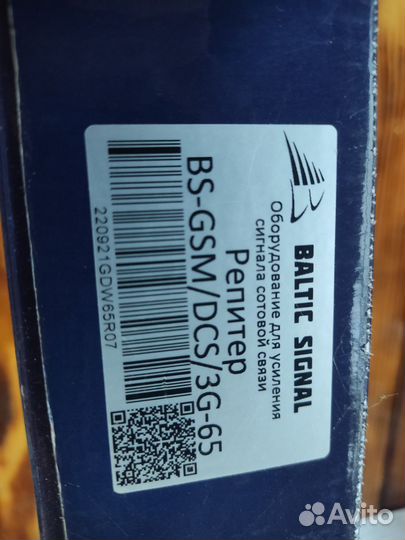 BALTIC SIGNAL
Оборудование для усиления
сигнала сотовой связи
Репитер
BS-GSM/DCS/3G-65
220921GDW65R07
Avito